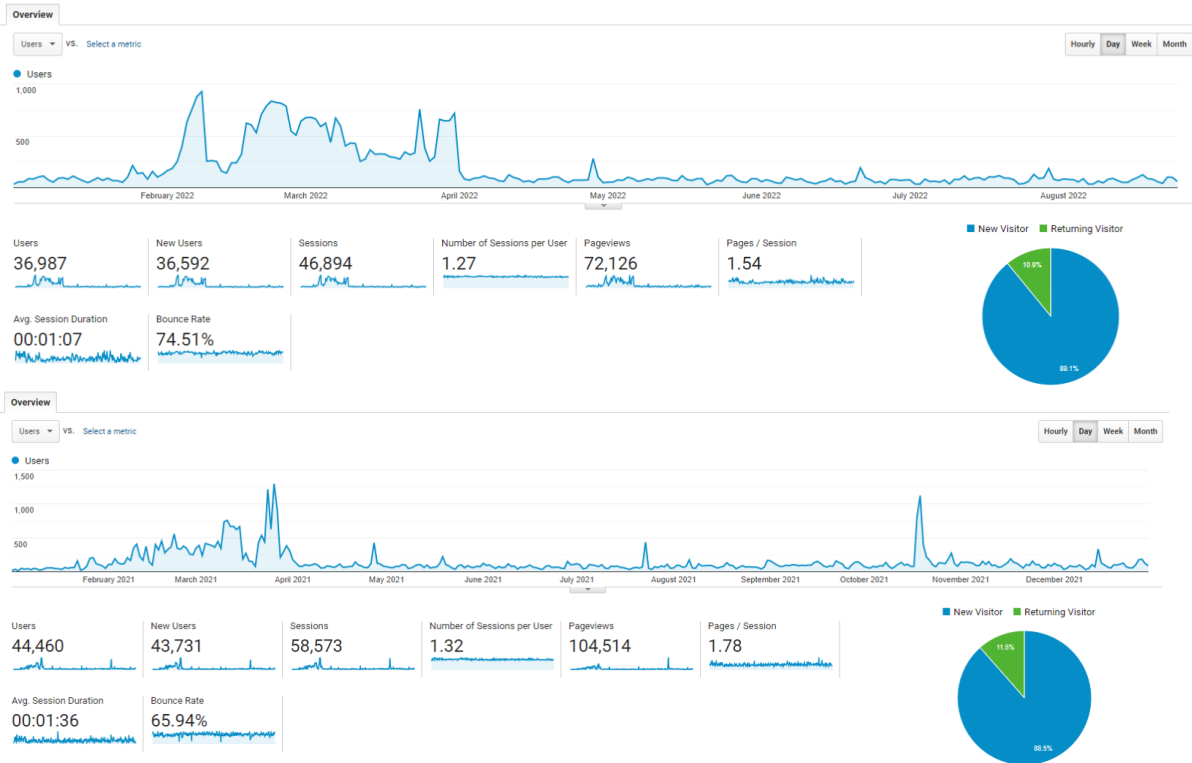 Overview
Users VS. Select a metric
Hourly Day Week Month
Users
1,000
500
February 2022 March 2022 April 2022 May 2022 June 2022 July 2022 August 2022
New Visitor Returning Visitor
Users New Users Sessions Number of Sessions per User Pageviews Pages / Session
36,987 36,592 46,894 1.27 72,126 1.54
10.9%
Avg. Session Duration Bounce Rate
00:01:07 74.51%
89.1%
Overview
Users VS. Select a metric
Hourly Day Week Month
Users
1,500
1,000
500
February 2021 March 2021 April 2021 May 2021 June 2021 July 2021 August 2021 September 2021 October 2021 November 2021 December 2021
New Visitor Returning Visitor
Users New Users Sessions Number of Sessions per User Pageviews Pages / Session
44,460 43,731 58,573 1.32 104,514 1.78
11.5%
Avg. Session Duration Bounce Rate
00:01:36 65.94%
88.5%